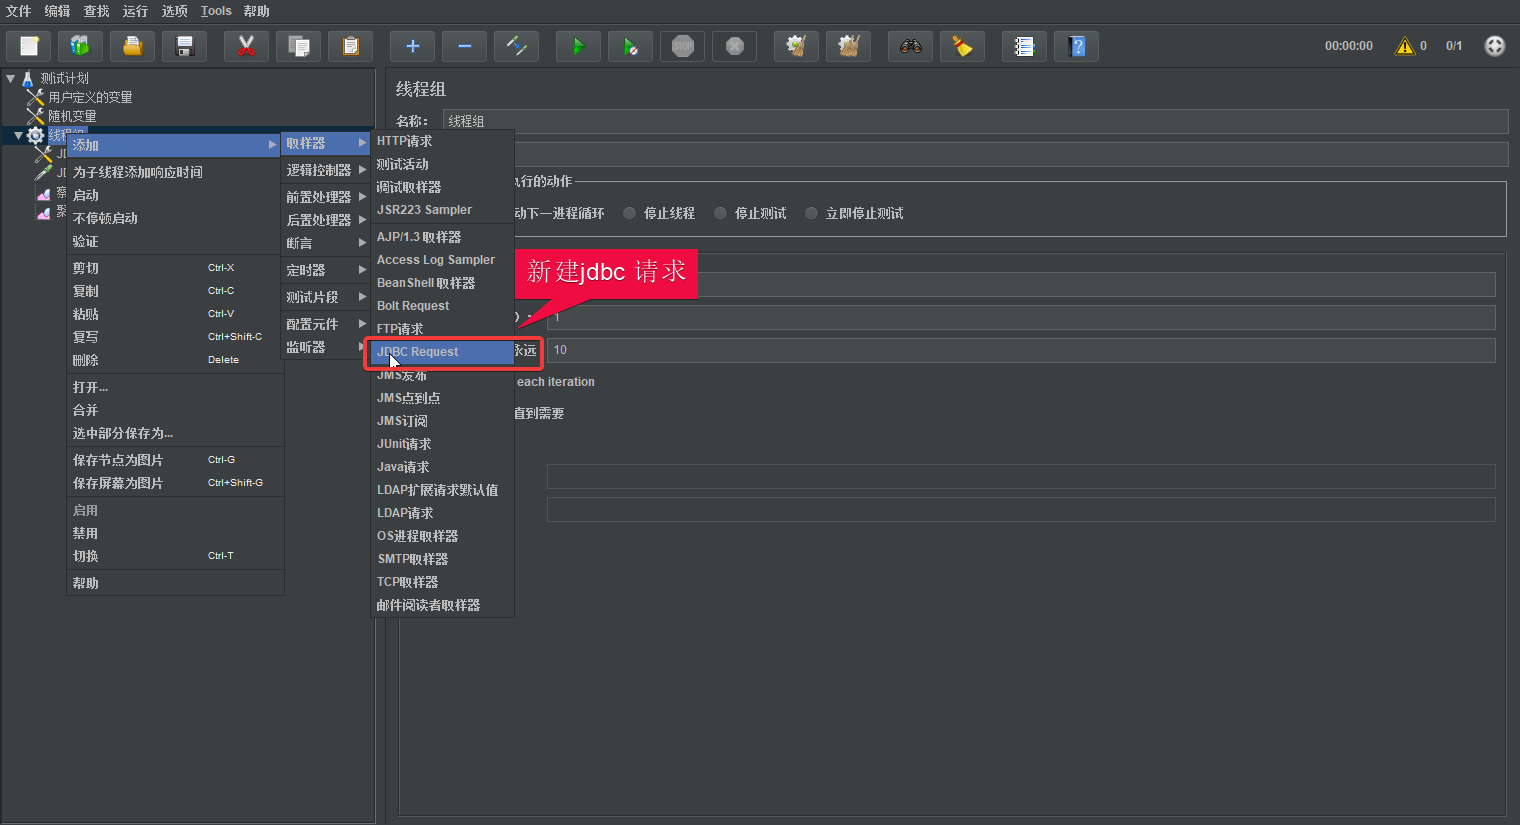 文件 编辑 查找 运行 选项 Tools 帮助
STOP
00:00:00 0 0/1
测试计划
用户定义的变量
随机变量
线程组
线程组
名称： 线程组
添加
为子线程添加响应时间
启动
不停顿启动
验证
剪切 Ctrl-X
复制 Ctrl-C
粘贴 Ctrl-V
复写 Ctrl+Shift-C
删除 Delete
打开...
合并
选中部分保存为...
保存节点为图片 Ctrl-G
保存屏幕为图片 Ctrl+Shift-G
启用
禁用
切换 Ctrl-T
帮助
取样器
逻辑控制器
前置处理器
后置处理器
断言
定时器
测试片段
配置元件
监听器
HTTP请求
测试活动
调试取样器
JSR223 Sampler
AJP/1.3 取样器
Access Log Sampler
BeanShell 取样器
Bolt Request
FTP请求
JDBC Request
JMS发布
JMS点到点
JMS订阅
JUnit请求
Java请求
LDAP扩展请求默认值
LDAP请求
OS进程取样器
SMTP取样器
TCP取样器
邮件阅读者取样器
执行的动作
动下一进程循环 停止线程 停止测试 立即停止测试
新建jdbc 请求
1
永远 10
each iteration
直到需要